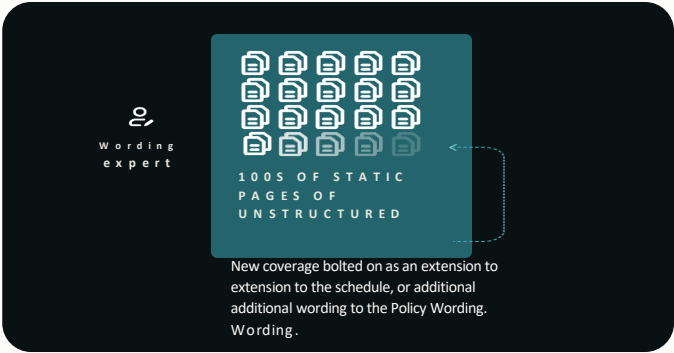 Wording
expert
100S OF STATIC
PAGES OF
UNSTRUCTURED
New coverage bolted on as an extension to
extension to the schedule, or additional
additional wording to the Policy Wording.
Wording.